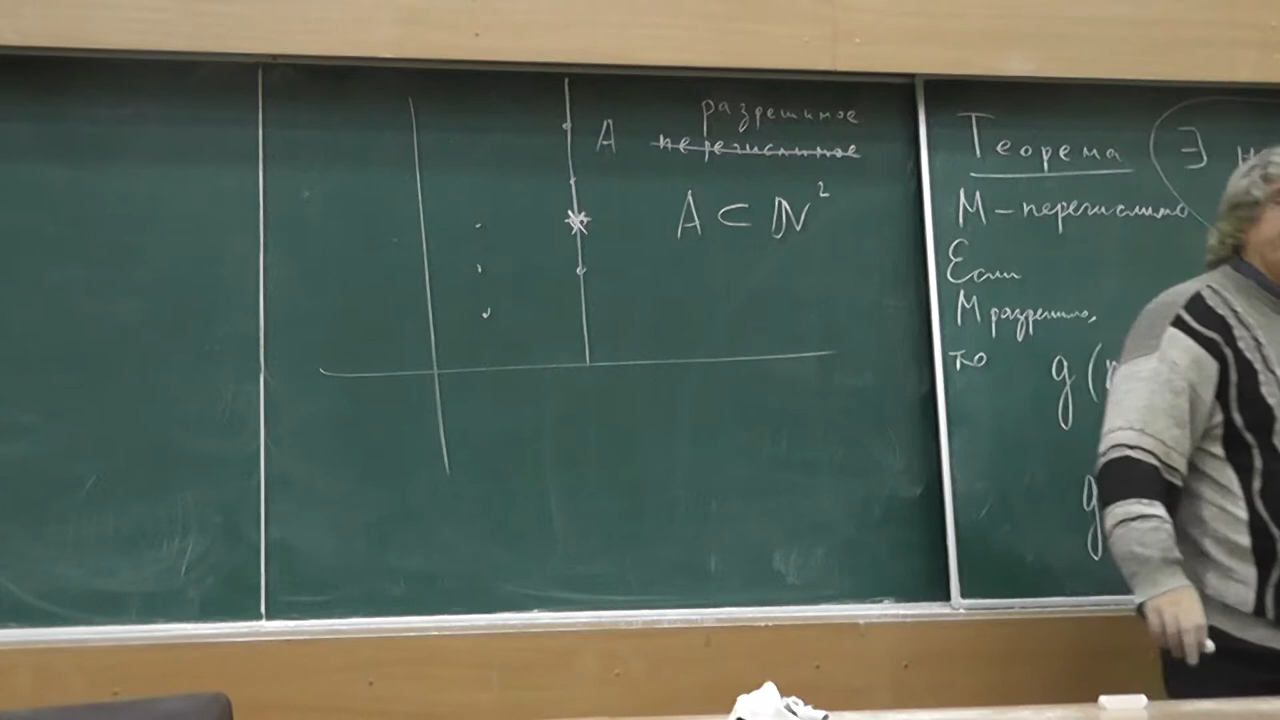 разрешимое
A перечислимое
A ⊂ ℕ²
Теорема ∃
M – перечислимо
Если
M разрешимо,
то g(
g